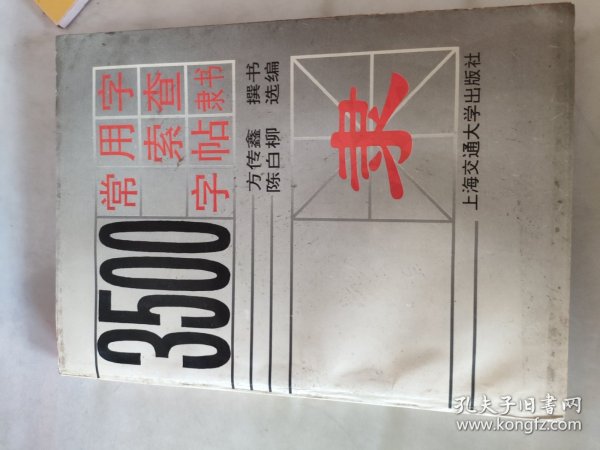 3500
常用字
索查
字帖 隶书
方传鑫 撰书
陈白柳 选编
隶
上海交通大学出版社
孔夫子旧书网
www.kongfz.com